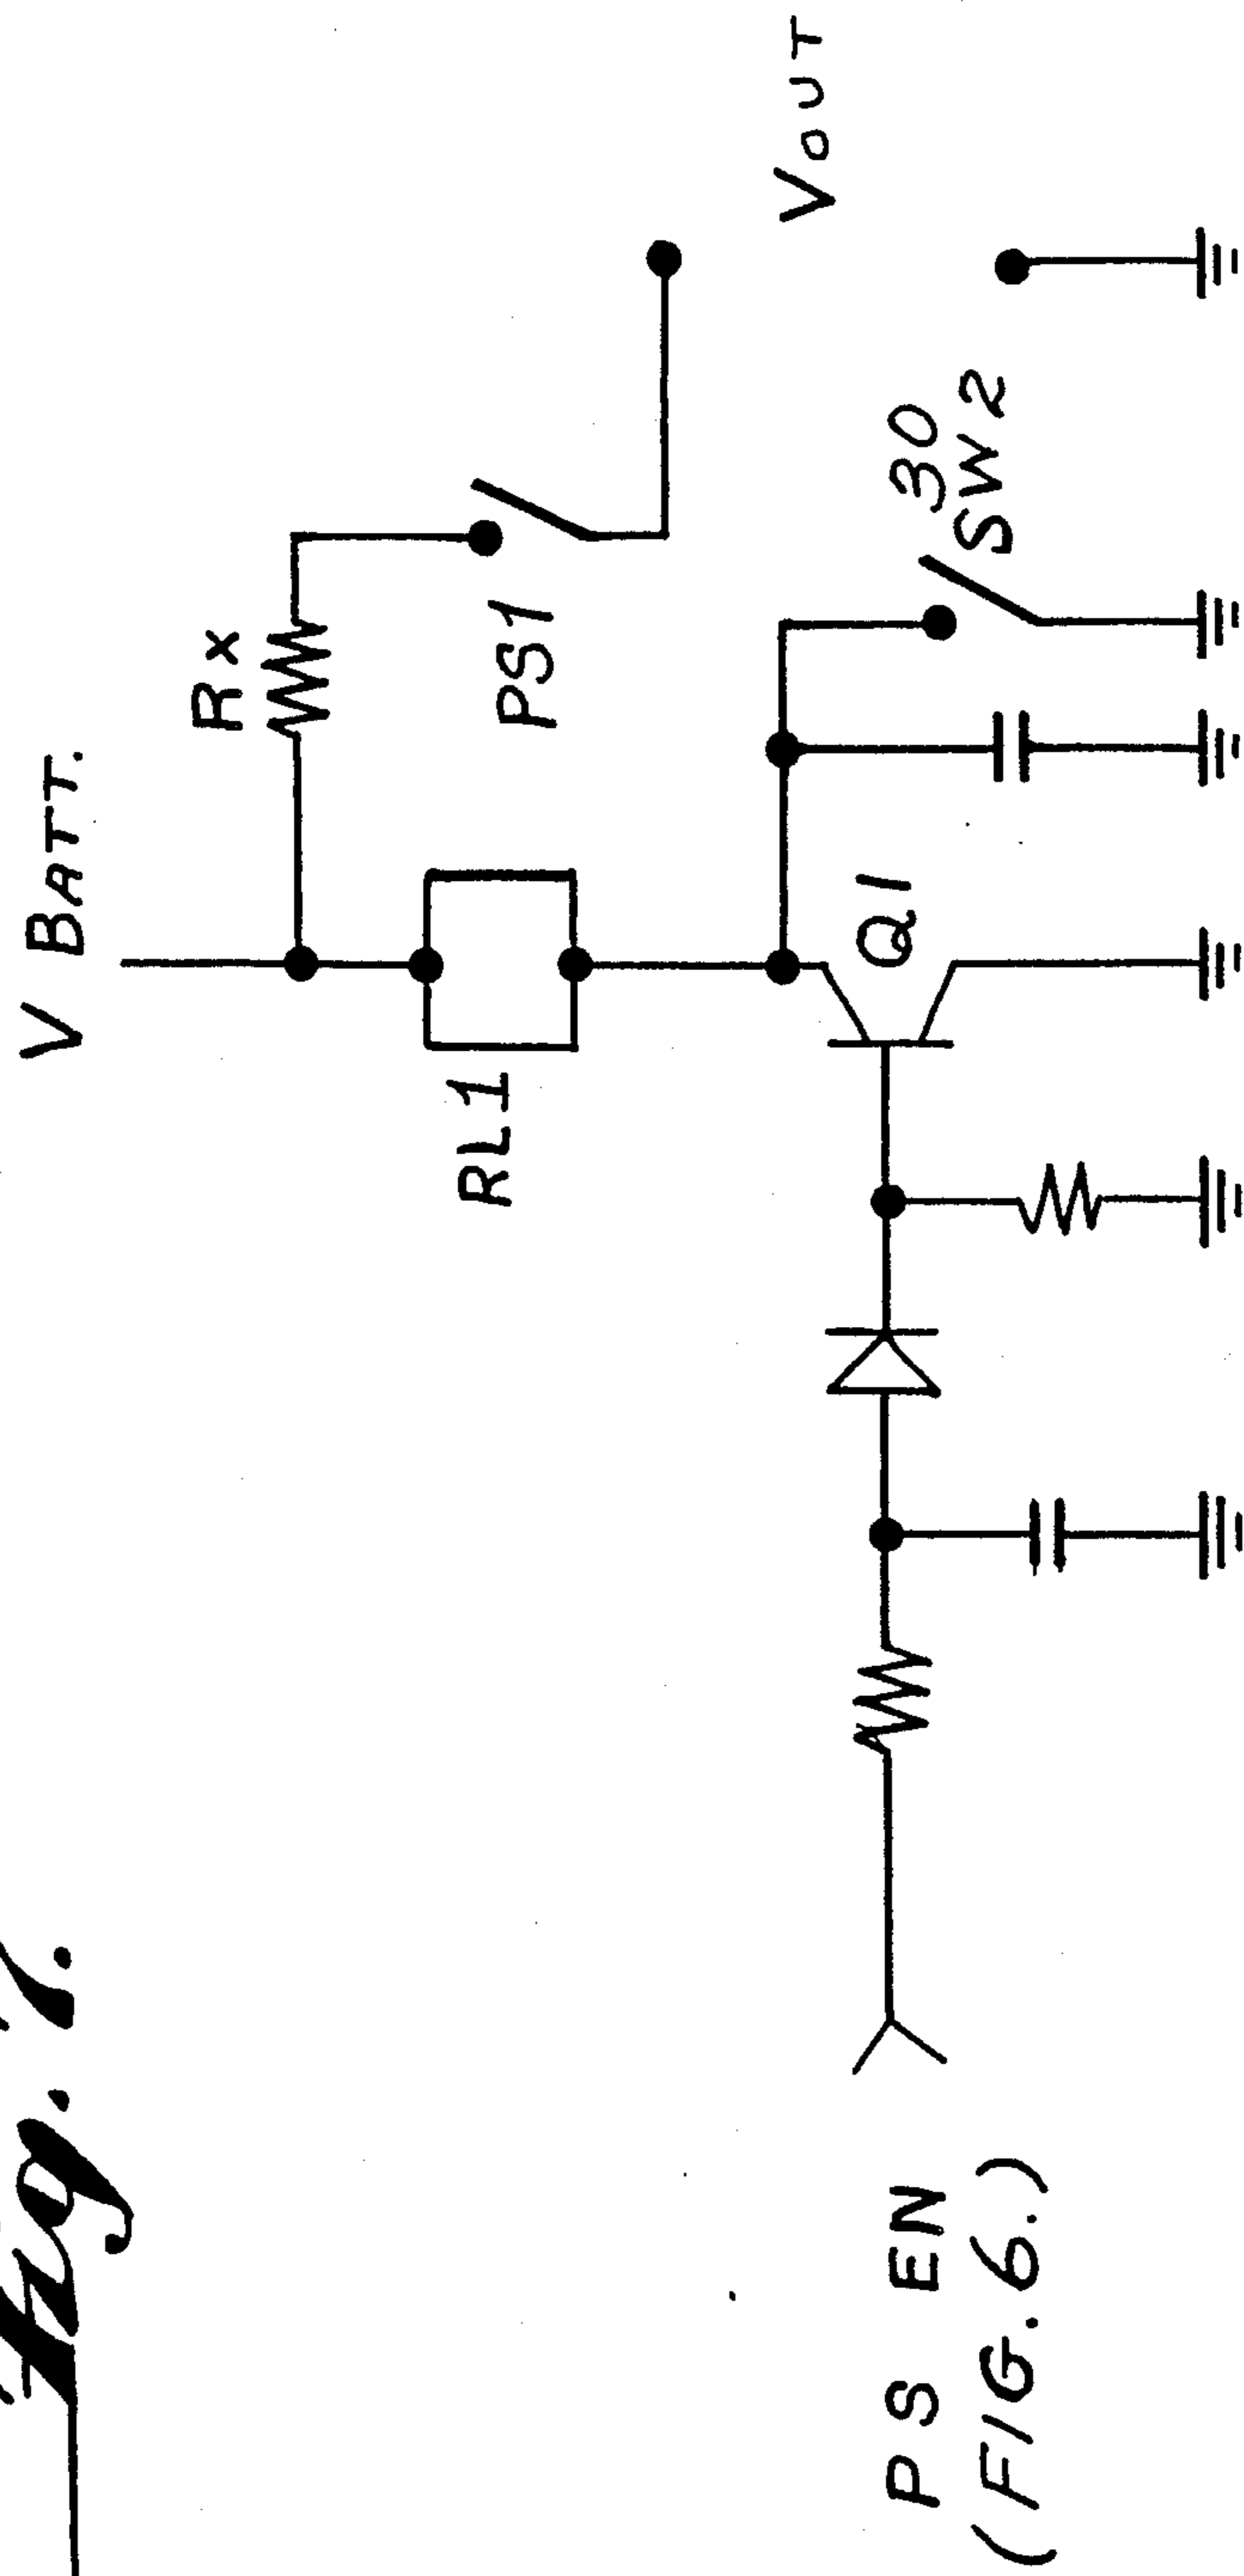 Fig. 7.
V BATT.
Rx
RL1
PS1
VOUT
Q1
30
SW2
PS EN
(FIG. 6.)